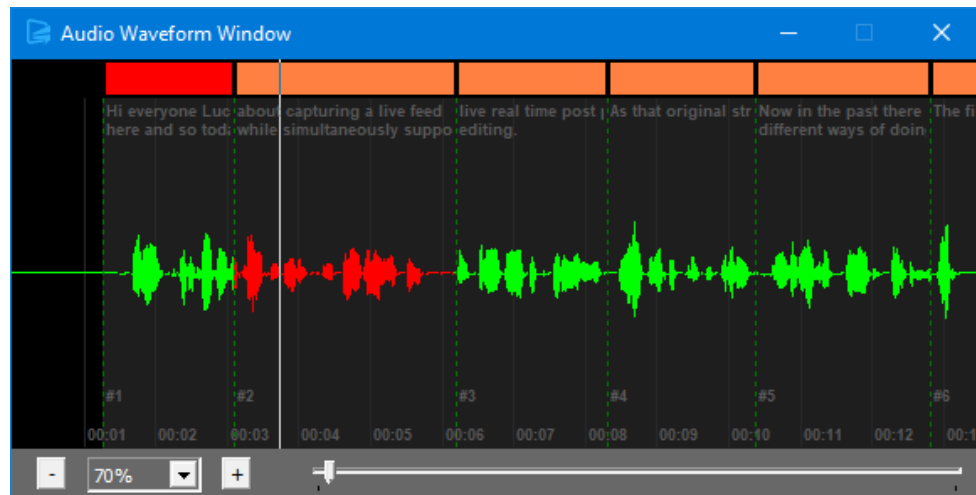 Audio Waveform Window
Hi everyone Luc
here and so toda
about capturing a live feed
while simultaneously suppo
live real time post
editing.
As that original str
Now in the past there
different ways of doin
The fi
#1 #2 #3 #4 #5 #6
00:01 00:02 00:03 00:04 00:05 00:06 00:07 00:08 00:09 00:10 00:11 00:12 00:1
- 70% +